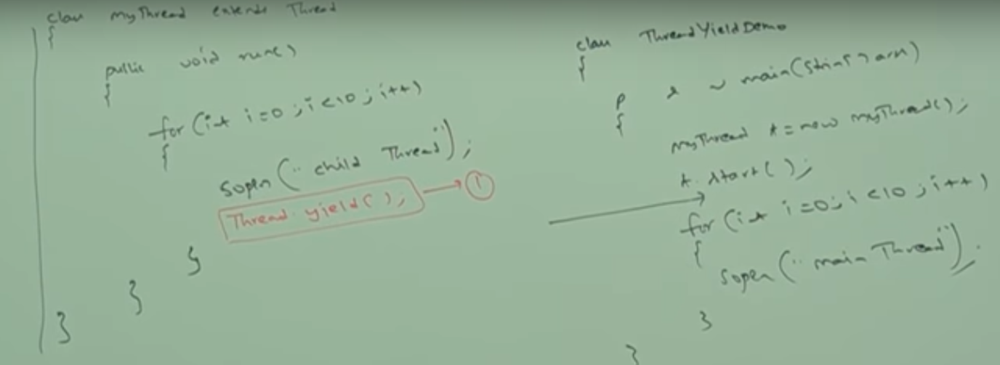 class myThread extends Thread
{
public void run()
{
for (int i=0; i<10; i++)
{
sopln("child Thread");
Thread.yield();
→ ①
}
}
}
class ThreadYieldDemo
{
p s v main(String[] args)
{
myThread t=new myThread();
t.start();
for (int i=0; i<10; i++)
{
sopln("main Thread");
}
}